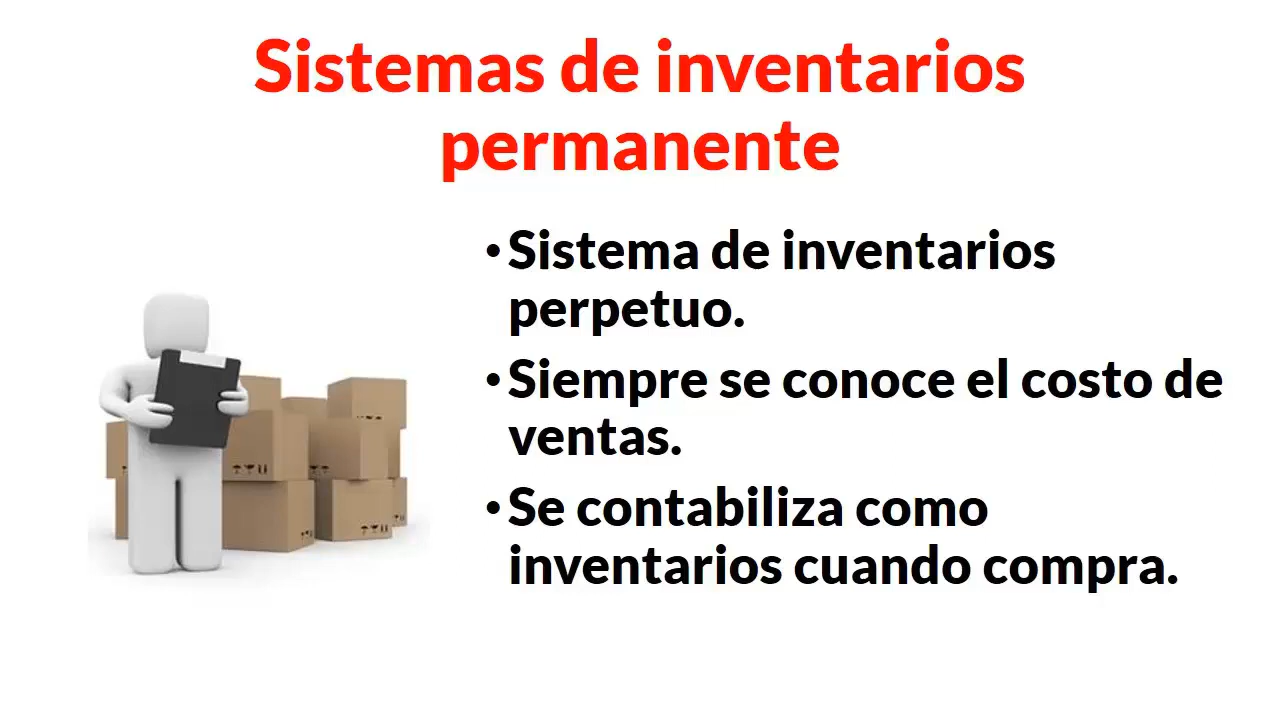 Sistemas de inventarios
permanente
•Sistema de inventarios
perpetuo.
•Siempre se conoce el costo de
ventas.
•Se contabiliza como
inventarios cuando compra.